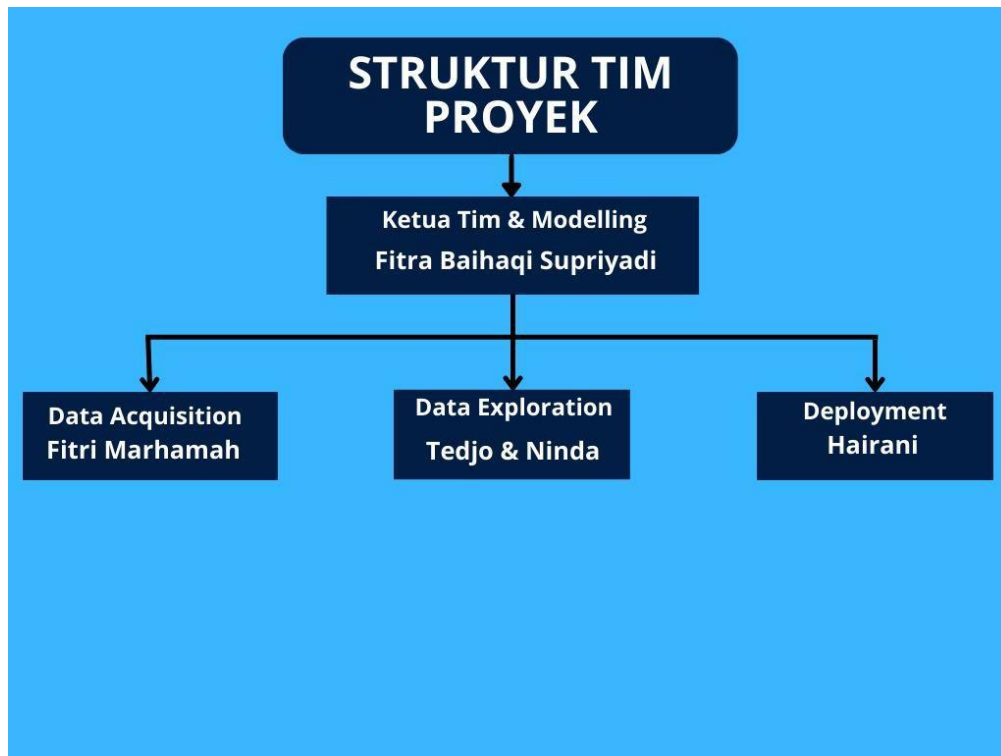 STRUKTUR TIM
PROYEK
Ketua Tim & Modelling
Fitra Baihaqi Supriyadi
Data Acquisition
Fitri Marhamah
Data Exploration
Tedjo & Ninda
Deployment
Hairani